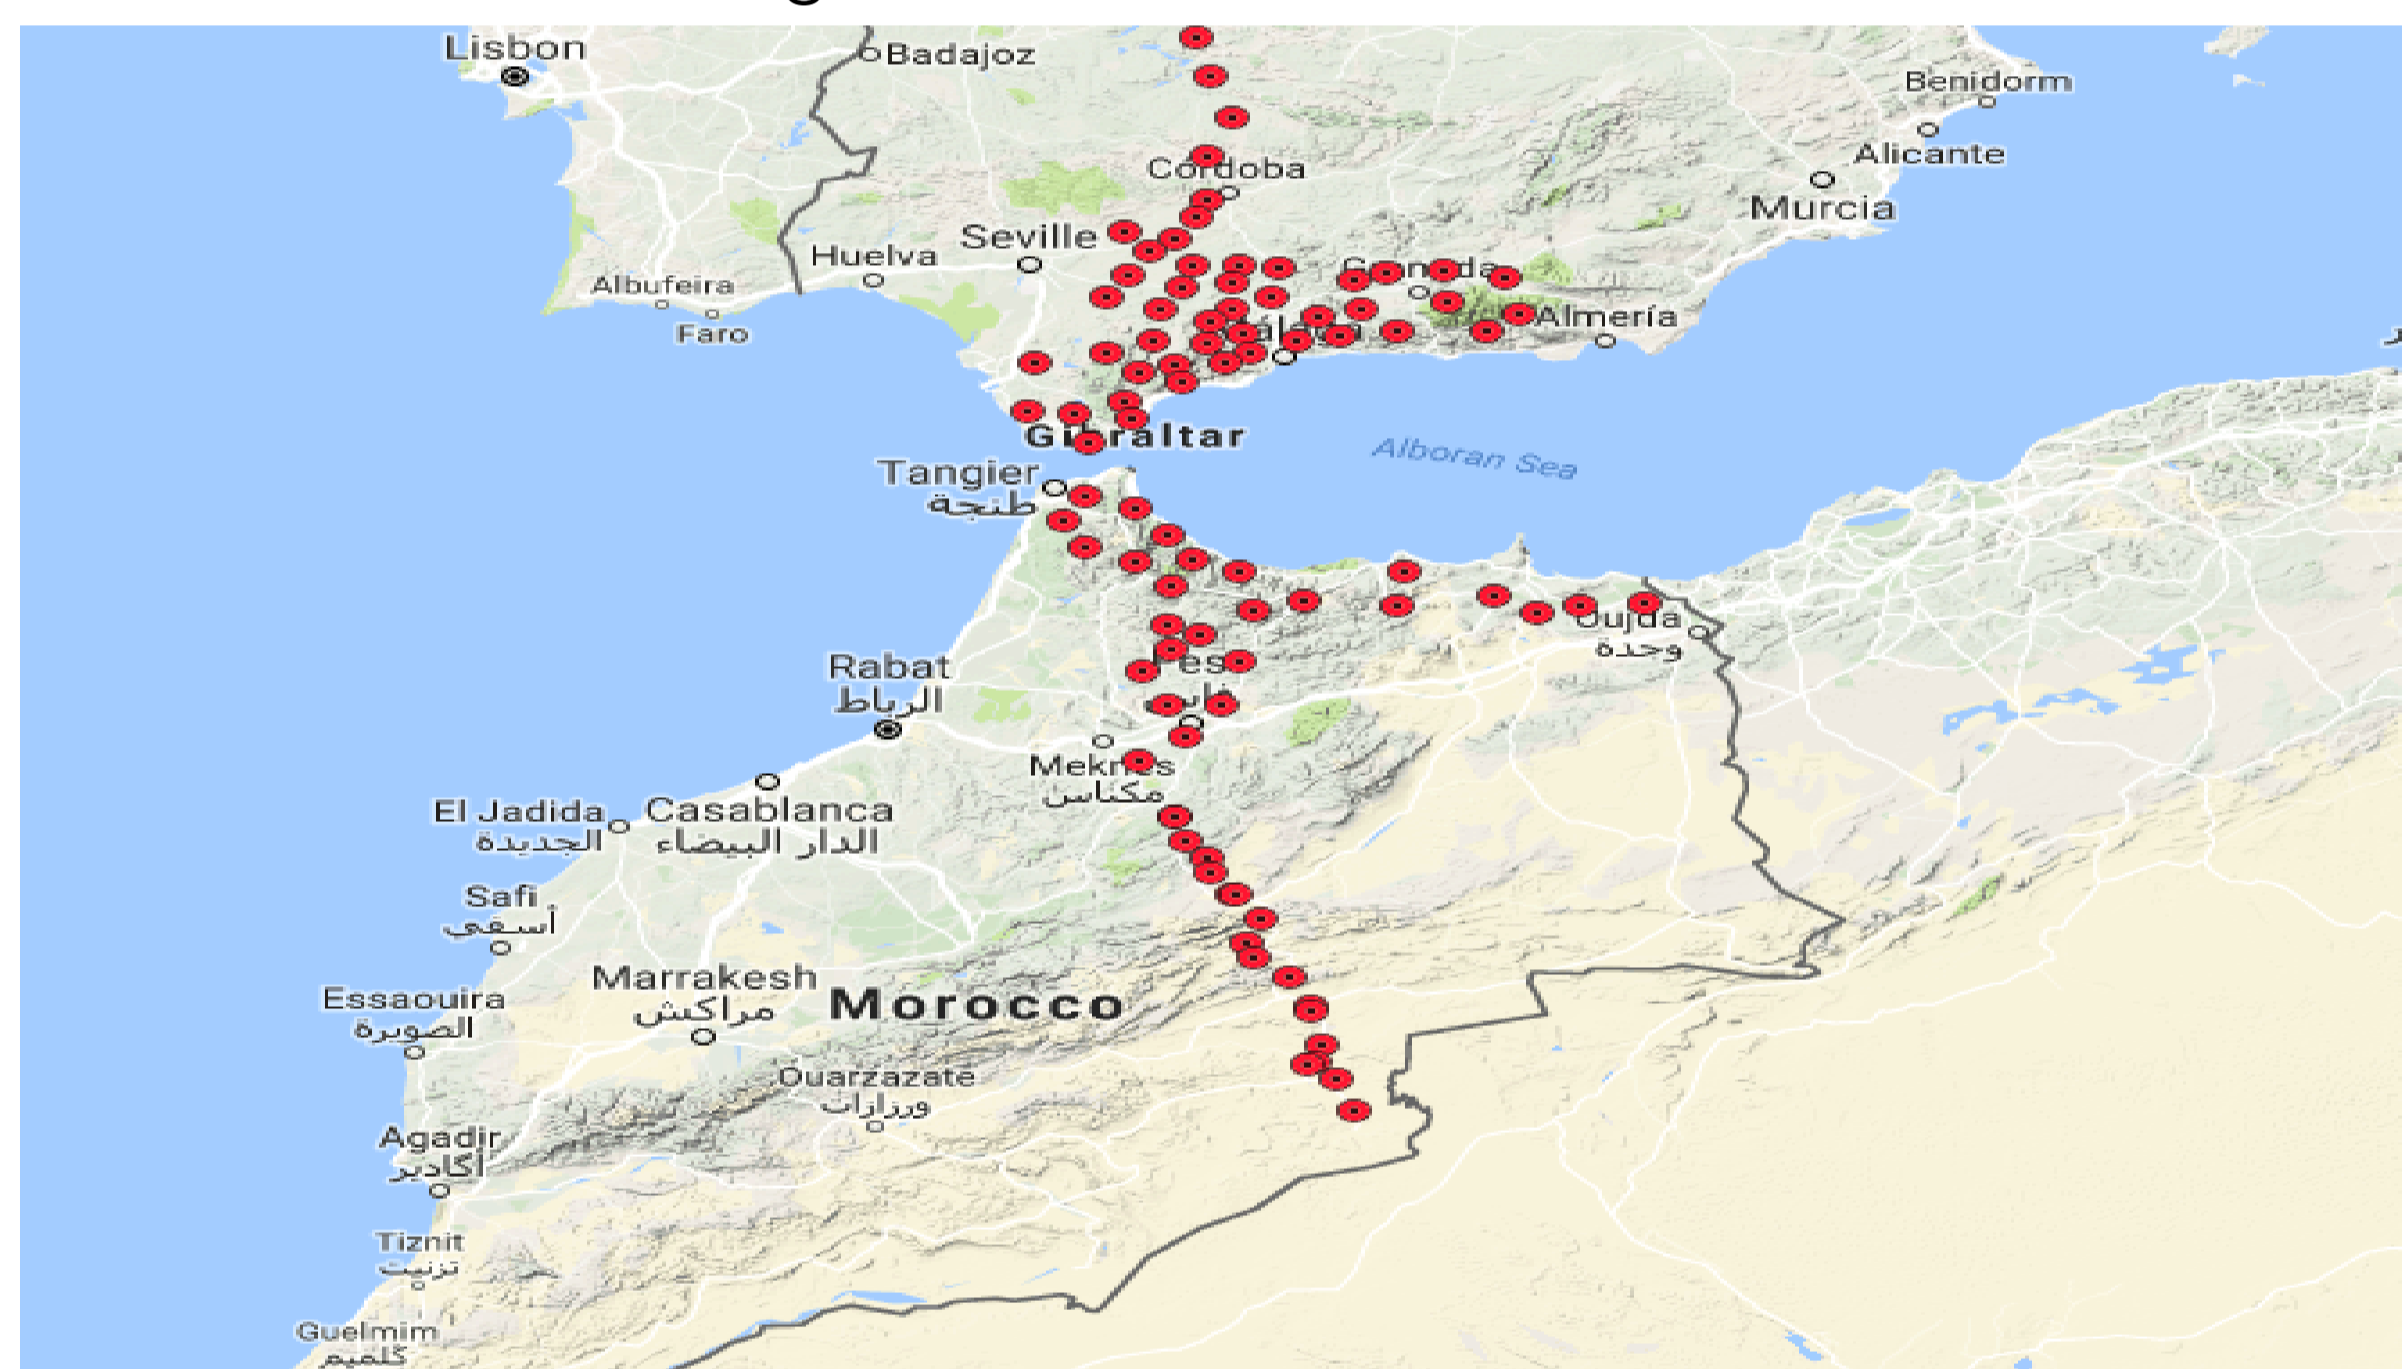 Lisbon
Badajoz
Benidorm
Alicante
Córdoba
Murcia
Seville
Huelva
Albufeira
Faro
Almería
Gibraltar
Alboran Sea
Tangier
طنجة
Oujda
وجدة
Rabat
الرباط
Meknes
مكناس
El Jadida
الجديدة
Casablanca
الدار البيضاء
Safi
أسفي
Marrakesh
مراكش
Morocco
Essaouira
الصويرة
Ouarzazate
ورزازات
Agadir
أكادير
Tiznit
تزنيت
Guelmim
كلميم